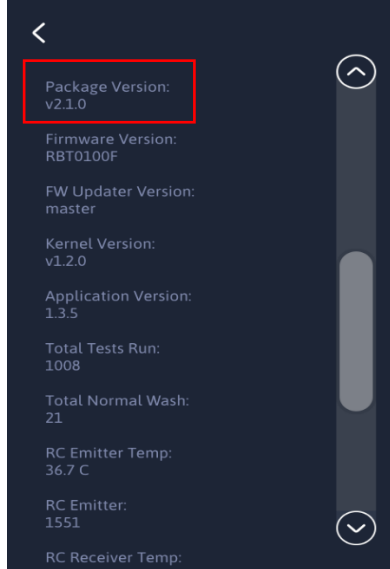 Package Version:
v2.1.0
Firmware Version:
RBT0100F
FW Updater Version:
master
Kernel Version:
v1.2.0
Application Version:
1.3.5
Total Tests Run:
1008
Total Normal Wash:
21
RC Emitter Temp:
36.7 C
RC Emitter:
1551
RC Receiver Temp: